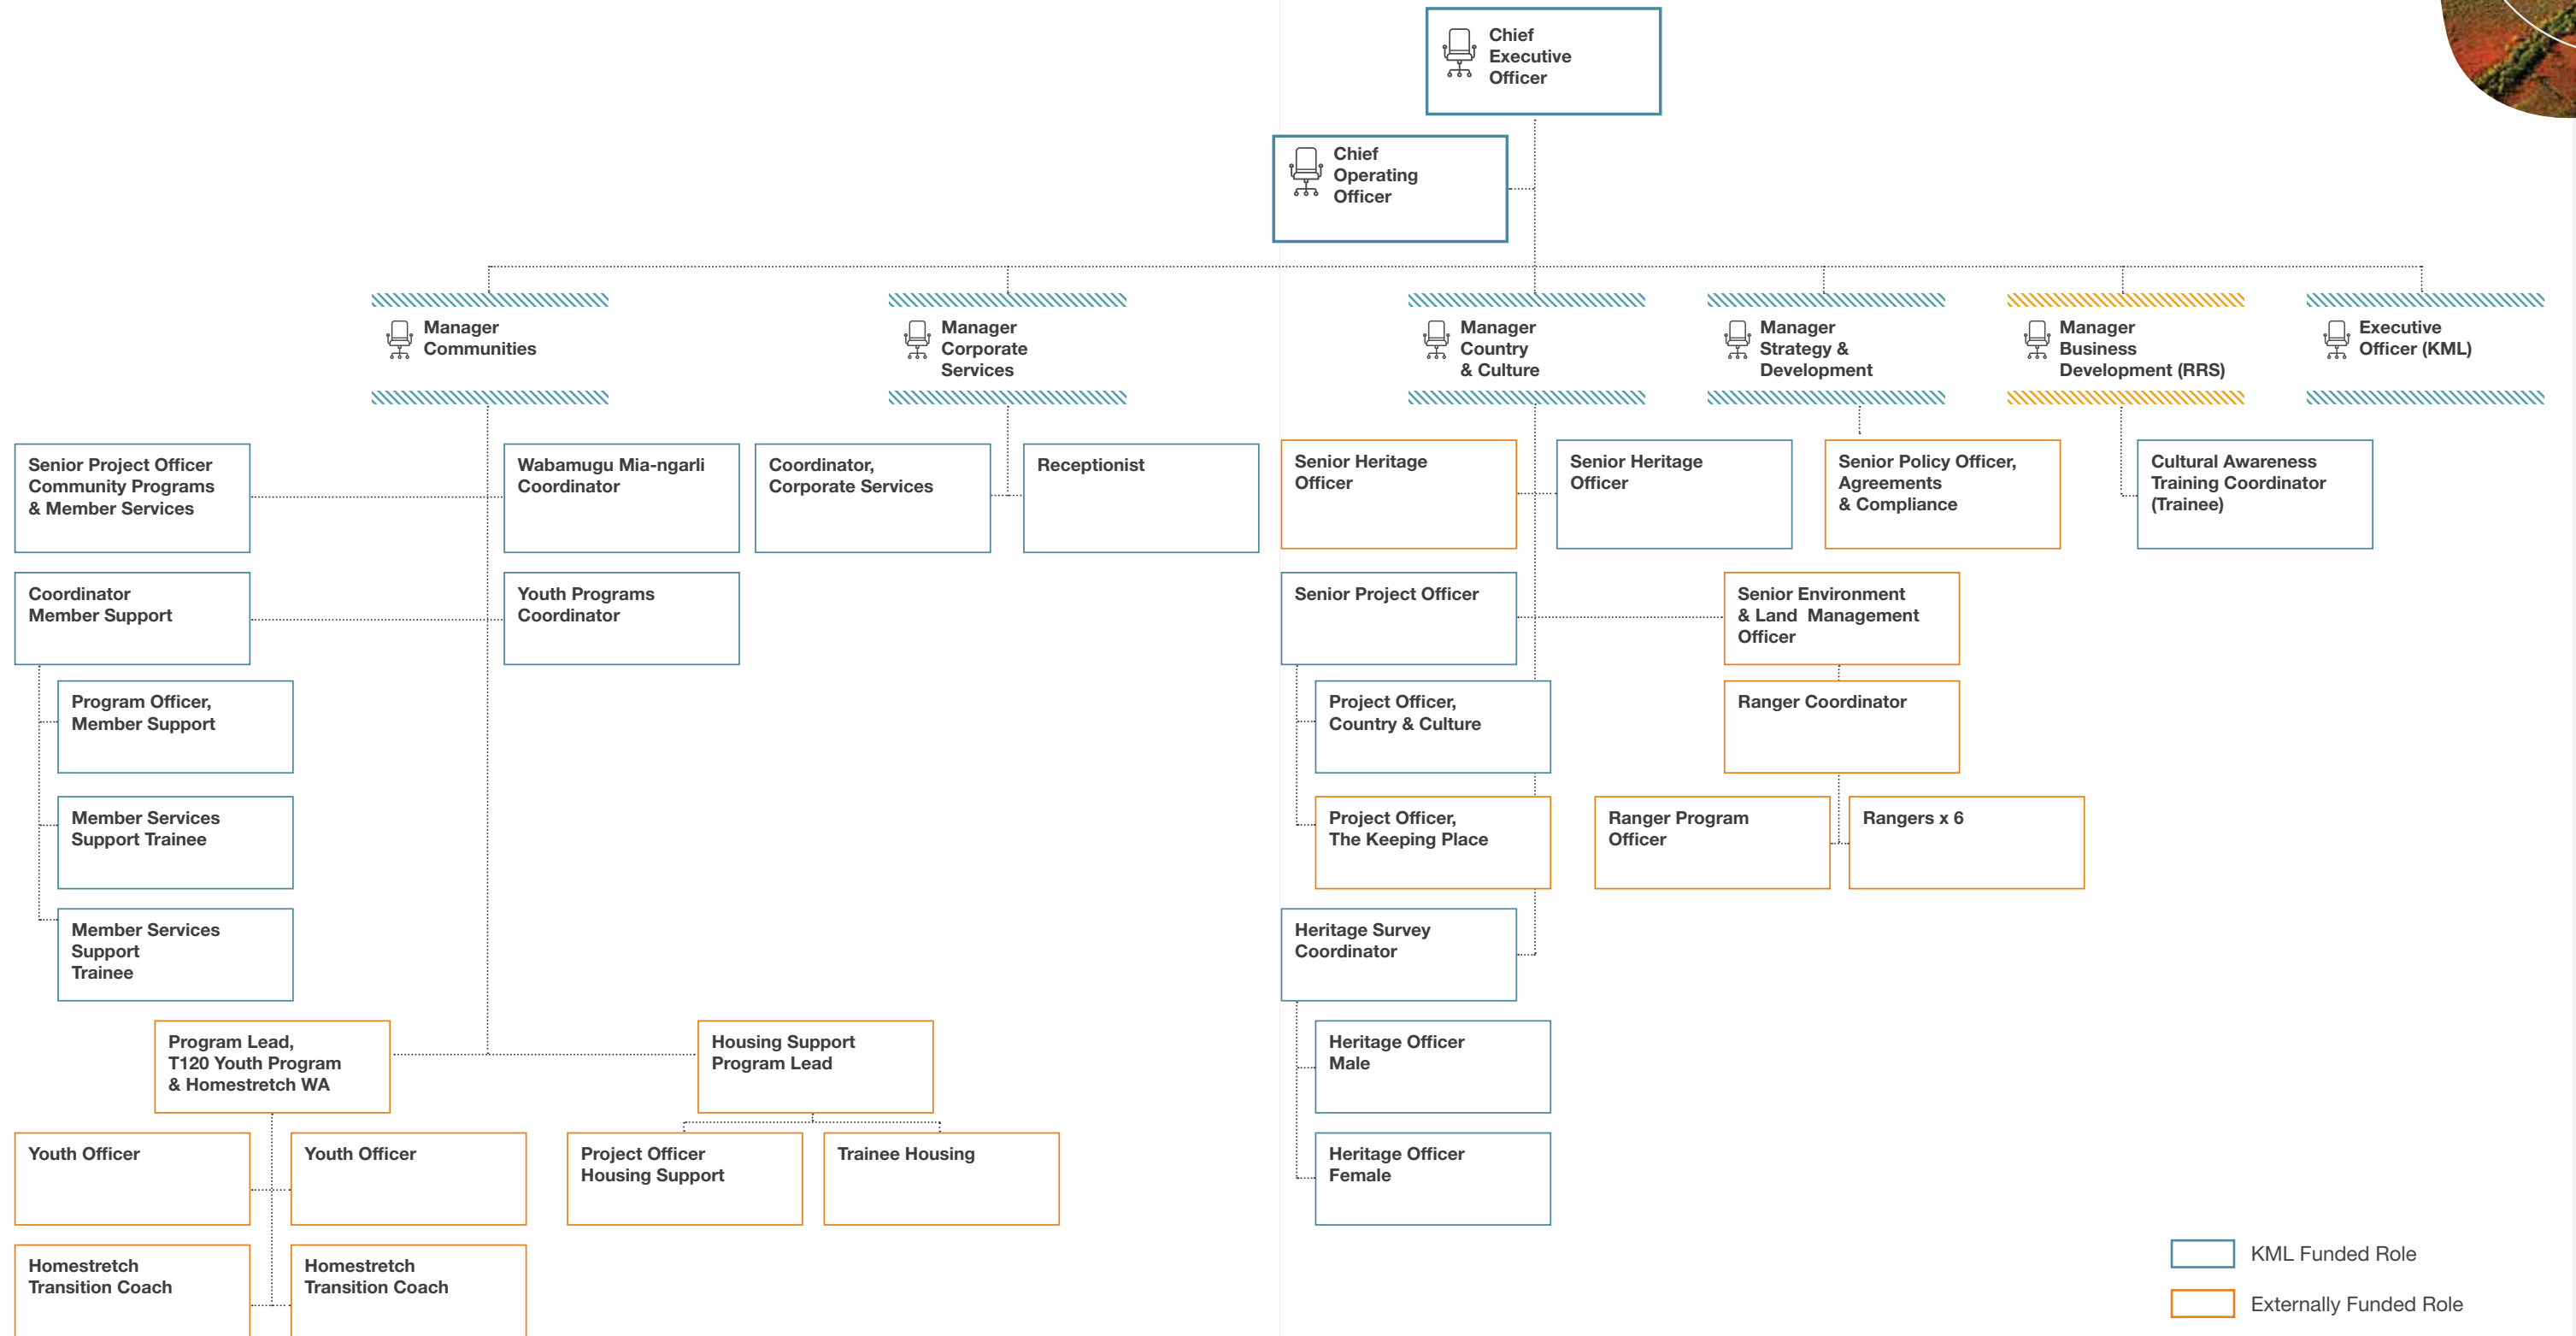 Chief
Executive
Officer
Chief
Operating
Officer
Manager
Communities
Manager
Corporate
Services
Manager
Country
& Culture
Manager
Strategy &
Development
Manager
Business
Development (RRS)
Executive
Officer (KML)
Senior Project Officer
Community Programs
& Member Services
Wabamugu Mia-ngarli
Coordinator
Coordinator,
Corporate Services
Receptionist
Senior Heritage
Officer
Senior Heritage
Officer
Senior Policy Officer,
Agreements
& Compliance
Cultural Awareness
Training Coordinator
(Trainee)
Coordinator
Member Support
Youth Programs
Coordinator
Senior Project Officer
Senior Environment
& Land Management
Officer
Program Officer,
Member Support
Project Officer,
Country & Culture
Ranger Coordinator
Member Services
Support Trainee
Project Officer,
The Keeping Place
Ranger Program
Officer
Rangers x 6
Member Services
Support
Trainee
Heritage Survey
Coordinator
Program Lead,
T120 Youth Program
& Homestretch WA
Housing Support
Program Lead
Heritage Officer
Male
Youth Officer
Youth Officer
Project Officer
Housing Support
Trainee Housing
Heritage Officer
Female
Homestretch
Transition Coach
Homestretch
Transition Coach
KML Funded Role
Externally Funded Role